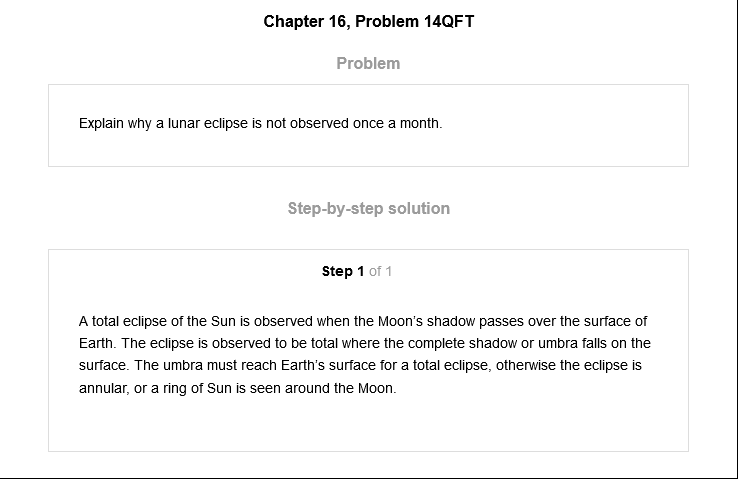 Chapter 16, Problem 14QFT
Problem
Explain why a lunar eclipse is not observed once a month.
Step-by-step solution
Step 1 of 1
A total eclipse of the Sun is observed when the Moon's shadow passes over the surface of
Earth. The eclipse is observed to be total where the complete shadow or umbra falls on the
surface. The umbra must reach Earth's surface for a total eclipse, otherwise the eclipse is
annular, or a ring of Sun is seen around the Moon.